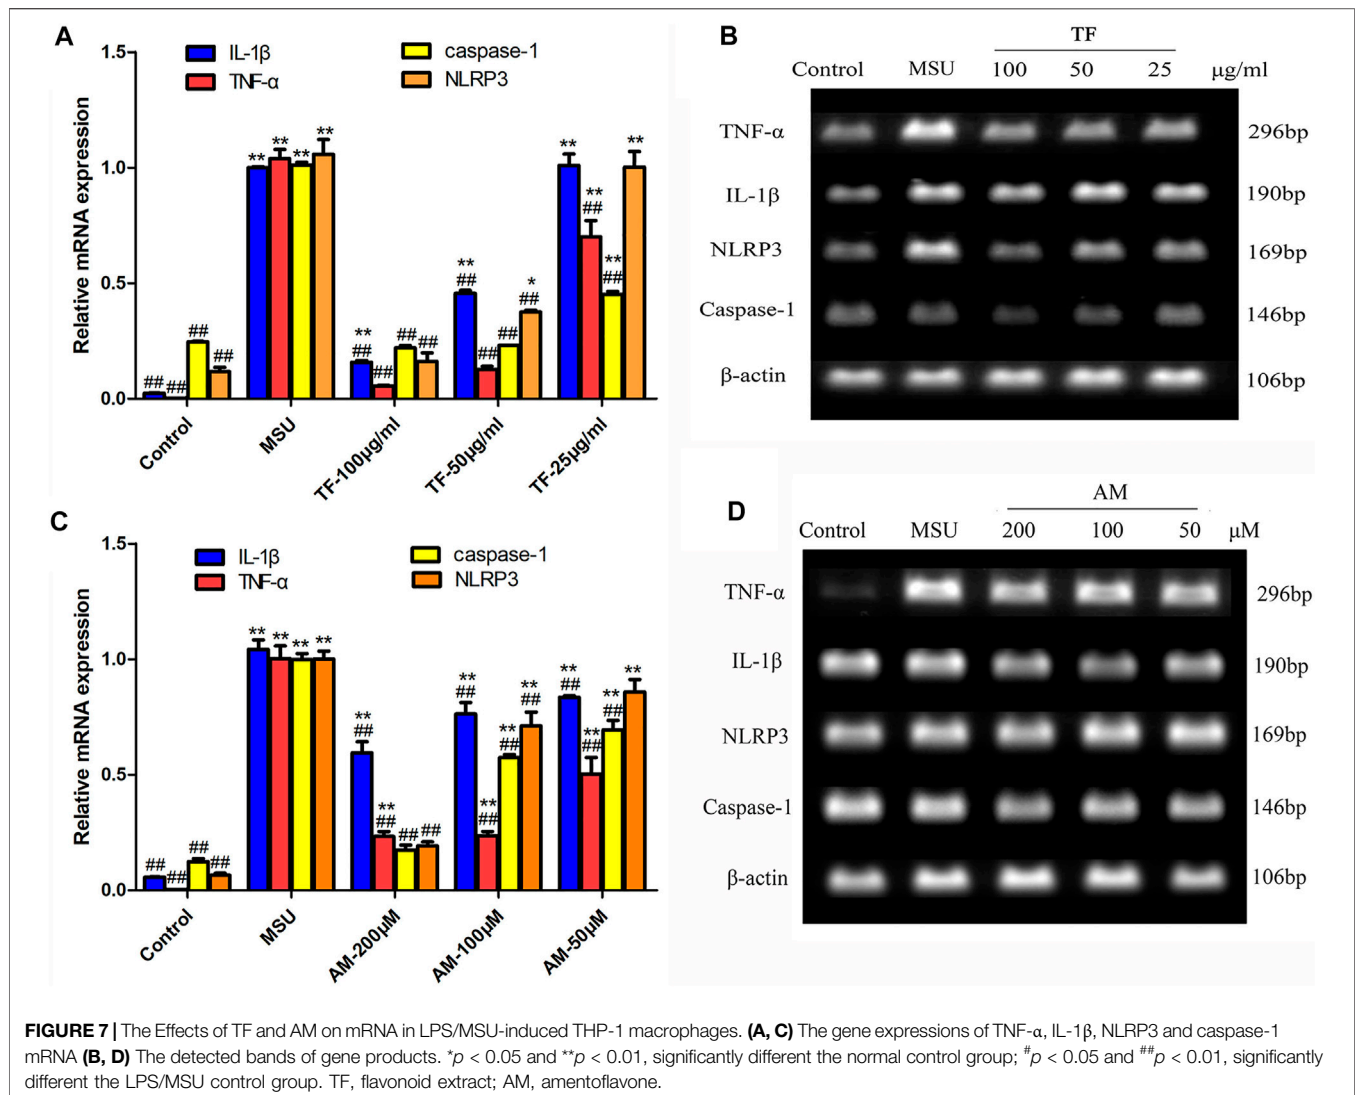 A
1.5
1.0
0.5
0.0
Relative mRNA expression
IL-1β
TNF-α
caspase-1
NLRP3
## ## ## ##
** ** ** **
**
## ## ## ##
**
## ## ## *
##
** **
## **
## **
Control
MSU
TF-100μg/ml
TF-50μg/ml
TF-25μg/ml
B
TF
Control MSU 100 50 25 μg/ml
TNF-α 296bp
IL-1β 190bp
NLRP3 169bp
Caspase-1 146bp
β-actin 106bp
C
1.5
1.0
0.5
0.0
Relative mRNA expression
IL-1β
TNF-α
caspase-1
NLRP3
## ## ## ##
** ** ** **
**
## **
## ## ##
**
## **
## **
## **
##
**
## **
## **
## **
Control
MSU
AM-200μM
AM-100μM
AM-50μM
D
AM
Control MSU 200 100 50 μM
TNF-α 296bp
IL-1β 190bp
NLRP3 169bp
Caspase-1 146bp
β-actin 106bp
FIGURE 7 | The Effects of TF and AM on mRNA in LPS/MSU-induced THP-1 macrophages. (A, C) The gene expressions of TNF-α, IL-1β, NLRP3 and caspase-1
mRNA (B, D) The detected bands of gene products. *p < 0.05 and **p < 0.01, significantly different the normal control group; #p < 0.05 and ##p < 0.01, significantly
different the LPS/MSU control group. TF, flavonoid extract; AM, amentoflavone.